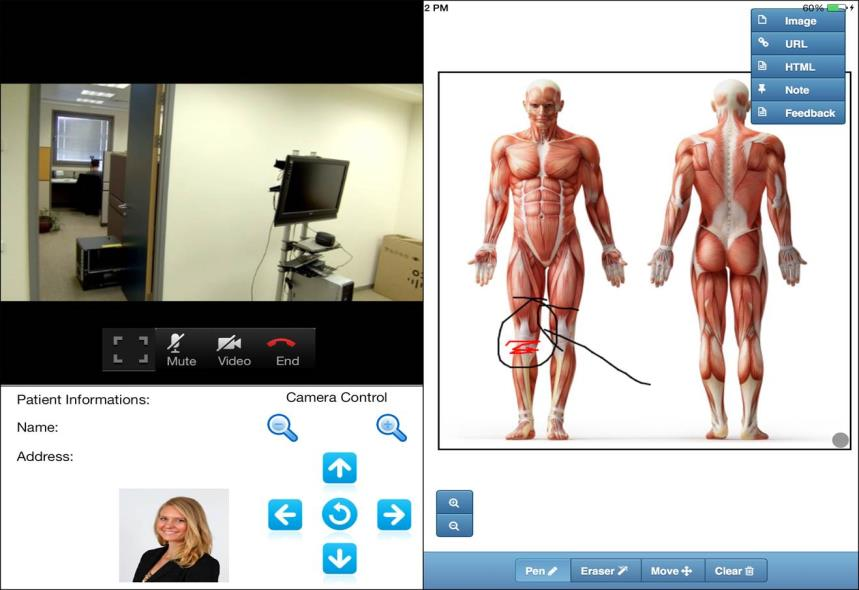 2 PM
60%
Image
URL
HTML
Note
Feedback
Mute Video End
Patient Informations:
Camera Control
Name:
Address:
Pen Eraser Move Clear